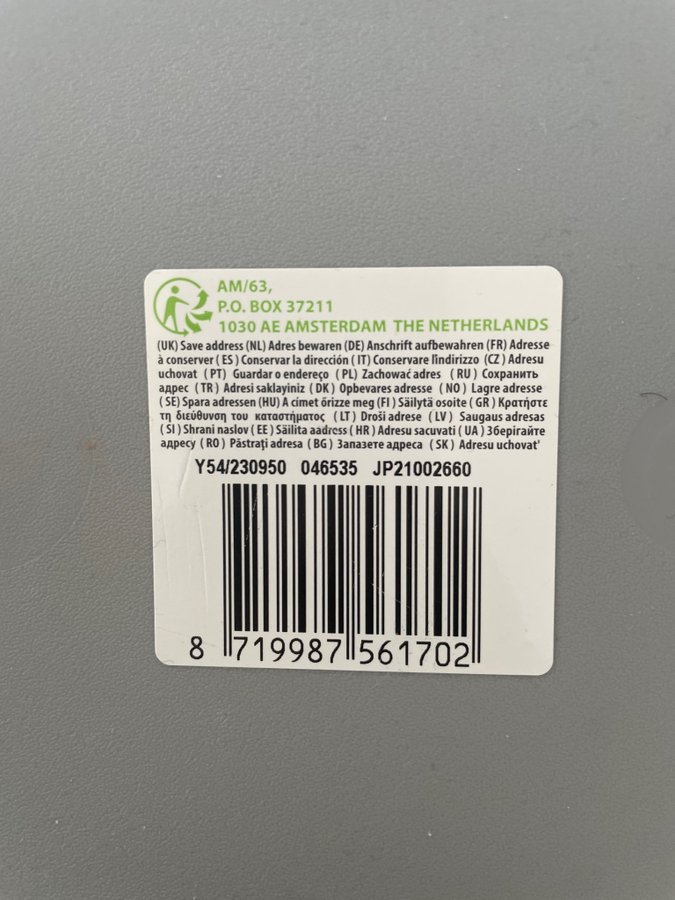 AM/63,
P.O. BOX 37211
1030 AE AMSTERDAM THE NETHERLANDS
(UK) Save address (NL) Adres bewaren (DE) Anschrift aufbewahren (FR) Adresse
à conserver ( ES ) Conservar la dirección ( IT ) Conservare l'indirizzo (CZ ) Adresu
uchovat ( PT ) Guardar o endereço ( PL ) Zachować adres ( RU ) Сохранить
адрес ( TR ) Adresi saklayiniz ( DK ) Opbevares adresse ( NO ) Lagre adresse
( SE ) Spara adressen (HU ) A címet őrizze meg (FI ) Säilytä osoite ( GR ) Κρατήστε
τη διεύθυνση του καταστήματος ( LT ) Droši adrese ( LV ) Saugaus adresas
( SI ) Shrani naslov ( EE ) Säilita aadress ( HR ) Adresu sacuvati ( UA ) Зберігайте
адресу ( RO ) Păstrați adresa ( BG ) Запазете адреса ( SK ) Adresu uchovat'
Y54/230950 046535 JP21002660
8 719987 561702